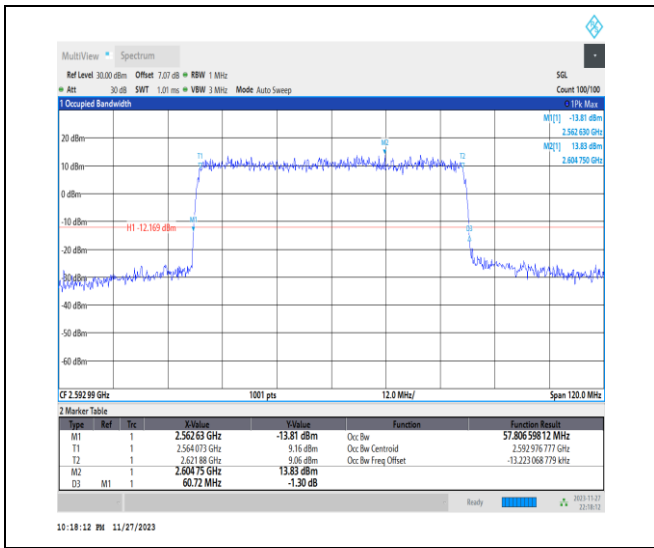 MultiView Spectrum
Ref Level 30.00 dBm Offset 7.07 dB RBW 1 MHz SGL
Att 30 dB SWT 1.01 ms VBW 3 MHz Mode Auto Sweep Count 100/100
1 Occupied Bandwidth 1Pk Max
M1[1] -13.81 dBm
2.562 630 GHz
M2[1] 13.83 dBm
2.604 750 GHz
20 dBm
M2
T1 T2
10 dBm
0 dBm
-10 dBm
M1
H1 -12.169 dBm
D3
-20 dBm
-30 dBm
-40 dBm
-50 dBm
-60 dBm
CF 2.592 99 GHz 1001 pts 12.0 MHz/ Span 120.0 MHz
2 Marker Table
Type Ref Trc X-Value Y-Value Function Function Result
M1 1 2.562 63 GHz -13.81 dBm Occ Bw 57.806 598 12 MHz
T1 1 2.564 073 GHz 9.16 dBm Occ Bw Centroid 2.592 976 777 GHz
T2 1 2.621 88 GHz 9.06 dBm Occ Bw Freq Offset -13.223 068 779 kHz
M2 1 2.604 75 GHz 13.83 dBm
D3 M1 1 60.72 MHz -1.30 dB
Ready 2023-11-27
22:18:12
10:18:12 PM 11/27/2023